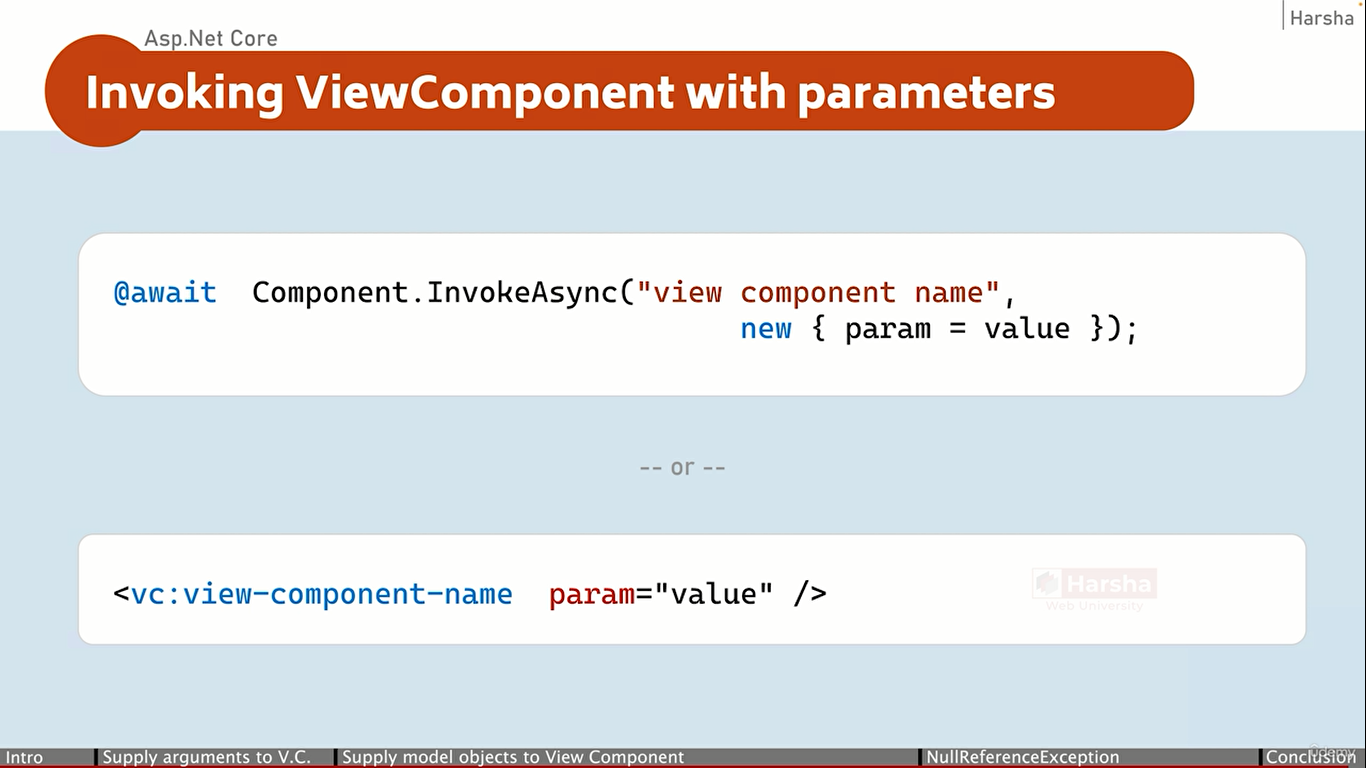 Harsha
Asp.Net Core
Invoking ViewComponent with parameters
@await Component.InvokeAsync("view component name",
new { param = value });
-- or --
<vc:view-component-name param="value" />
Harsha
Web University
Intro
Supply arguments to V.C.
Supply model objects to View Component
NullReferenceException
Conclusion
ûdemy